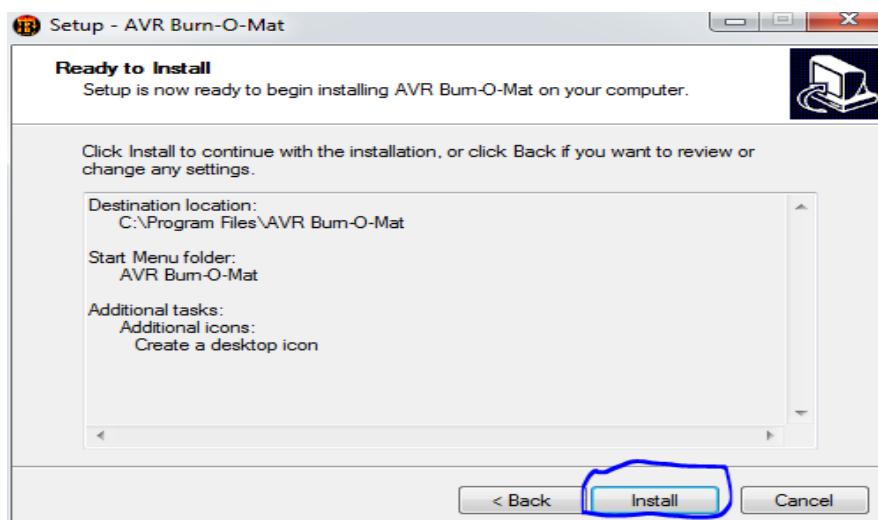 Setup - AVR Burn-O-Mat
Ready to Install
Setup is now ready to begin installing AVR Burn-O-Mat on your computer.
Click Install to continue with the installation, or click Back if you want to review or
change any settings.
Destination location:
C:\Program Files\AVR Burn-O-Mat
Start Menu folder:
AVR Burn-O-Mat
Additional tasks:
Additional icons:
Create a desktop icon
< Back
Install
Cancel